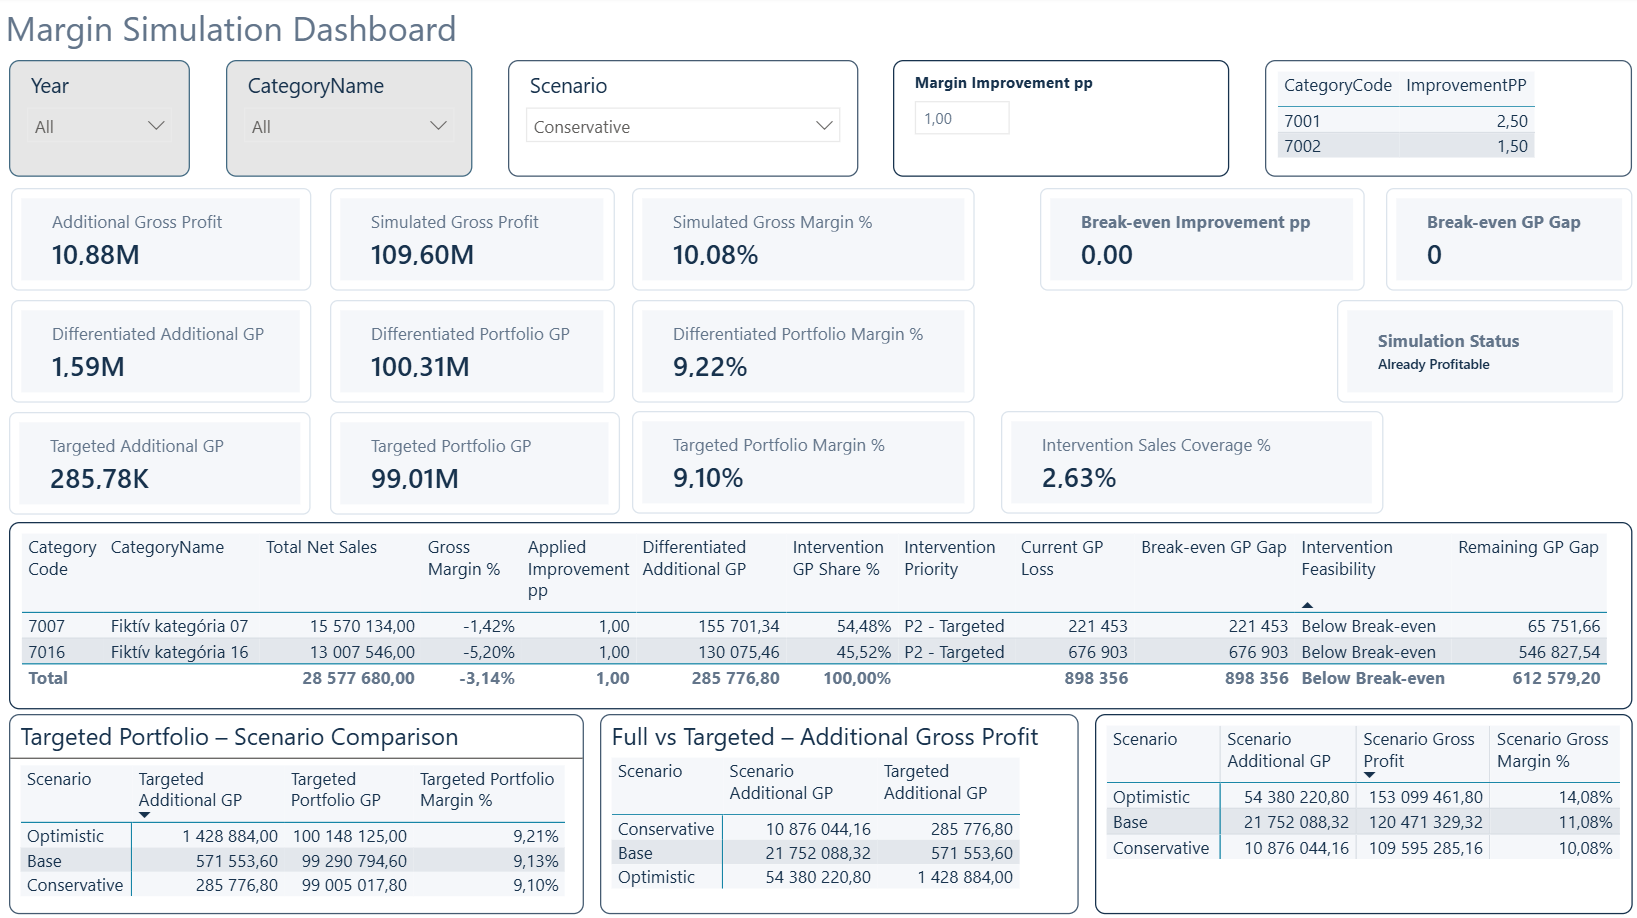 Margin Simulation Dashboard
Year
All
CategoryName
All
Scenario
Conservative
Margin Improvement pp
1,00
CategoryCode ImprovementPP
7001 2,50
7002 1,50
Additional Gross Profit
10,88M
Simulated Gross Profit
109,60M
Simulated Gross Margin %
10,08%
Break-even Improvement pp
0,00
Break-even GP Gap
0
Differentiated Additional GP
1,59M
Differentiated Portfolio GP
100,31M
Differentiated Portfolio Margin %
9,22%
Simulation Status
Already Profitable
Targeted Additional GP
285,78K
Targeted Portfolio GP
99,01M
Targeted Portfolio Margin %
9,10%
Intervention Sales Coverage %
2,63%
Category CategoryName Total Net Sales Gross Applied Differentiated Intervention Intervention Current GP Break-even GP Gap Intervention Remaining GP Gap
Code Margin % Improvement Additional GP GP Share % Priority Loss Feasibility
pp
7007 Fiktív kategória 07 15 570 134,00 -1,42% 1,00 155 701,34 54,48% P2 - Targeted 221 453 221 453 Below Break-even 65 751,66
7016 Fiktív kategória 16 13 007 546,00 -5,20% 1,00 130 075,46 45,52% P2 - Targeted 676 903 676 903 Below Break-even 546 827,54
Total 28 577 680,00 -3,14% 1,00 285 776,80 100,00% 898 356 898 356 Below Break-even 612 579,20
Targeted Portfolio – Scenario Comparison
Scenario Targeted Targeted Targeted Portfolio
Additional GP Portfolio GP Margin %
Optimistic 1 428 884,00 100 148 125,00 9,21%
Base 571 553,60 99 290 794,60 9,13%
Conservative 285 776,80 99 005 017,80 9,10%
Full vs Targeted – Additional Gross Profit
Scenario Scenario Targeted
Additional GP Additional GP
Conservative 10 876 044,16 285 776,80
Base 21 752 088,32 571 553,60
Optimistic 54 380 220,80 1 428 884,00
Scenario Scenario Scenario Gross Scenario Gross
Additional GP Profit Margin %
Optimistic 54 380 220,80 153 099 461,80 14,08%
Base 21 752 088,32 120 471 329,32 11,08%
Conservative 10 876 044,16 109 595 285,16 10,08%